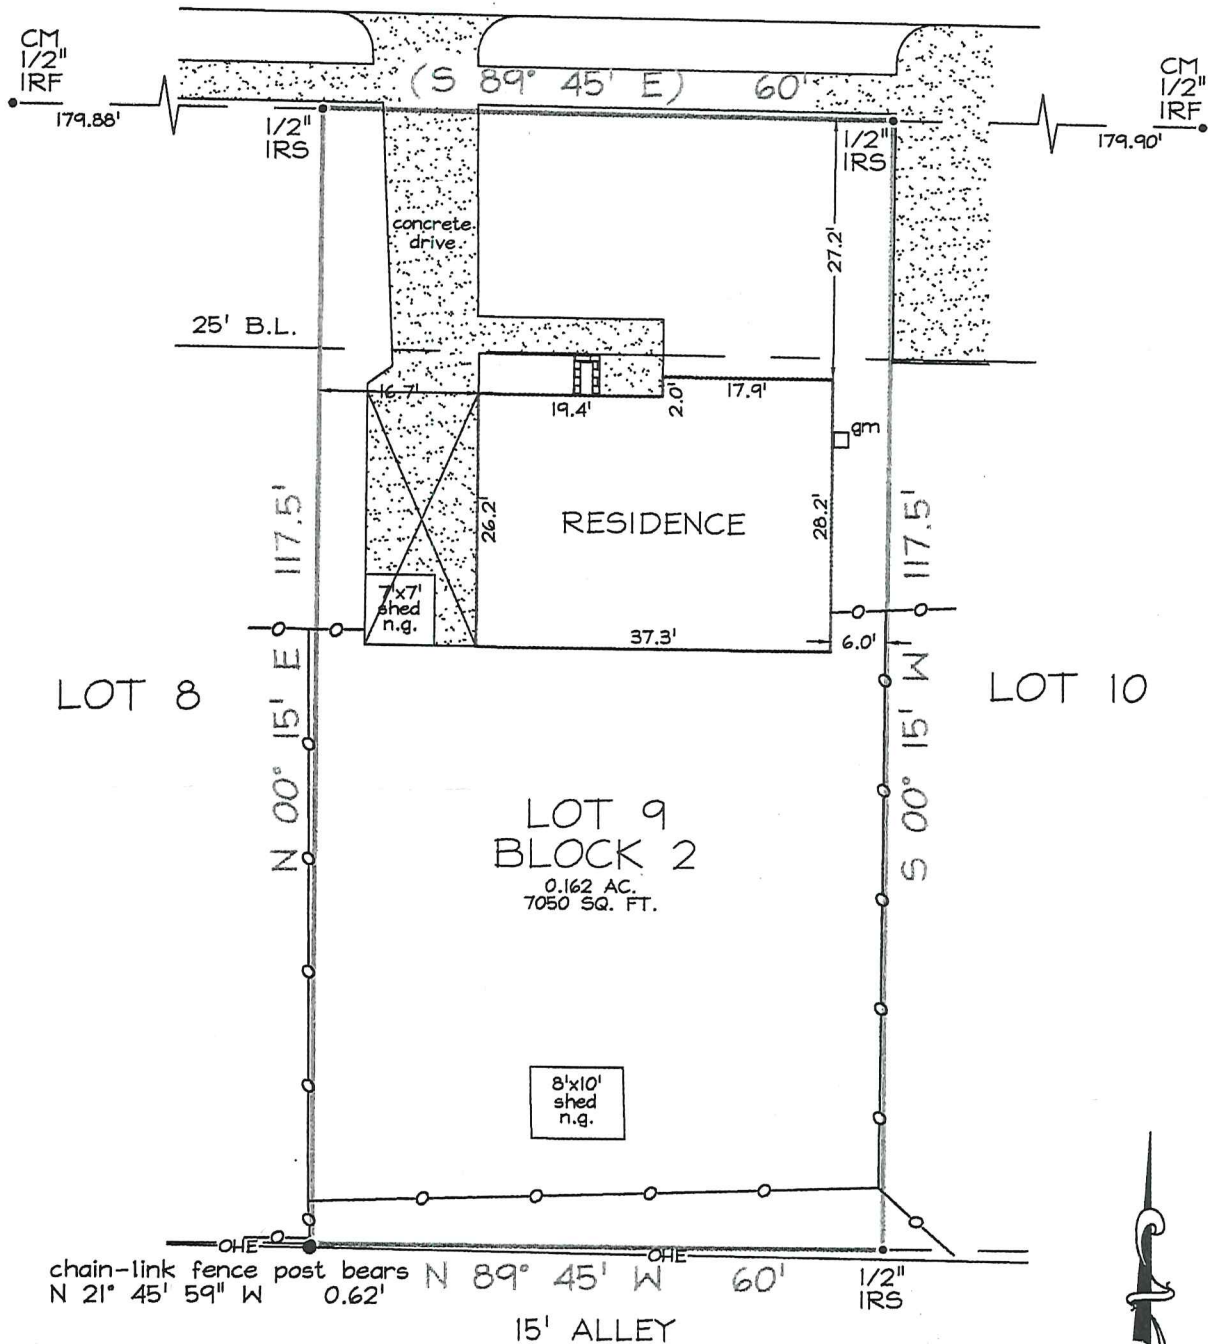 CM
1/2"
IRF
179.88'
(S 89° 45' E) 60'
CM
1/2"
IRF
179.90'
1/2"
IRS
1/2"
IRS
concrete
drive
27.2'
25' B.L.
16.7'
19.4'
2.0'
17.9'
gm
117.5'
26.2'
RESIDENCE
28.2'
117.5'
7'x7'
shed
n.g.
37.3'
6.0'
LOT 8
N 00° 15' E
S 00° 15' W
LOT 10
LOT 9
BLOCK 2
0.162 AC.
7050 SQ. FT.
8'x10'
shed
n.g.
OHE
OHE
chain-link fence post bears
N 21° 45' 59" W 0.62'
N 89° 45' W 60'
1/2"
IRS
15' ALLEY